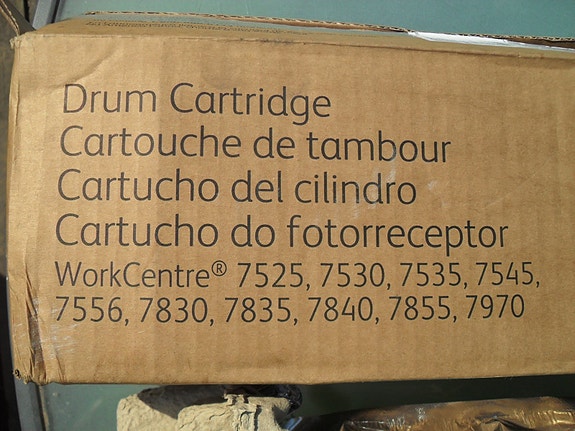 Drum Cartridge
Cartouche de tambour
Cartucho del cilindro
Cartucho do fotorreceptor
WorkCentre® 7525, 7530, 7535, 7545,
7556, 7830, 7835, 7840, 7855, 7970